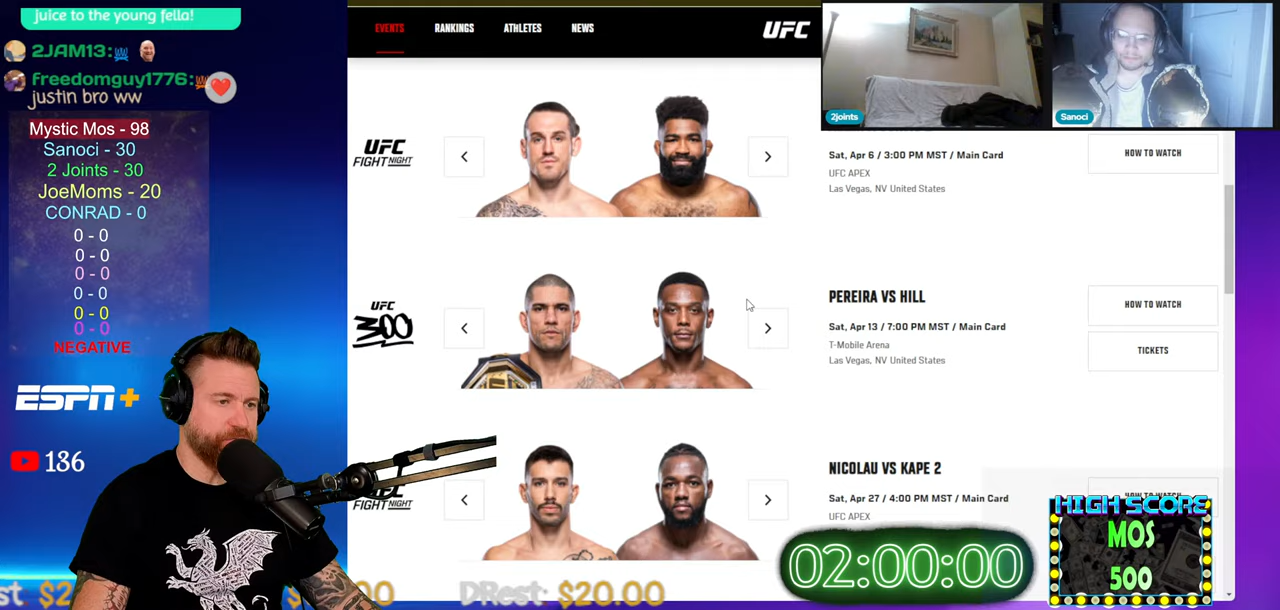 juice to the young fella!
2JAM13:
freedomguy1776:
justin bro ww
Mystic Mos - 98
Sanoci - 30
2 Joints - 30
JoeMoms - 20
CONRAD - 0
0 - 0
0 - 0
0 - 0
0 - 0
0 - 0
0 - 0
NEGATIVE
ESPN+
136
EVENTS
RANKINGS
ATHLETES
NEWS
UFC
2joints
Sanoci
UFC
FIGHT NIGHT
Sat, Apr 6 / 3:00 PM MST / Main Card
UFC APEX
Las Vegas, NV United States
HOW TO WATCH
UFC
300
PEREIRA VS HILL
Sat, Apr 13 / 7:00 PM MST / Main Card
T-Mobile Arena
Las Vegas, NV United States
HOW TO WATCH
TICKETS
FIGHT NIGHT
NICOLAU VS KAPE 2
Sat, Apr 27 / 4:00 PM MST / Main Card
UFC APEX
HOW TO WATCH
02:00:00
HIGH SCORE
MOS
500
DRest: $20.00